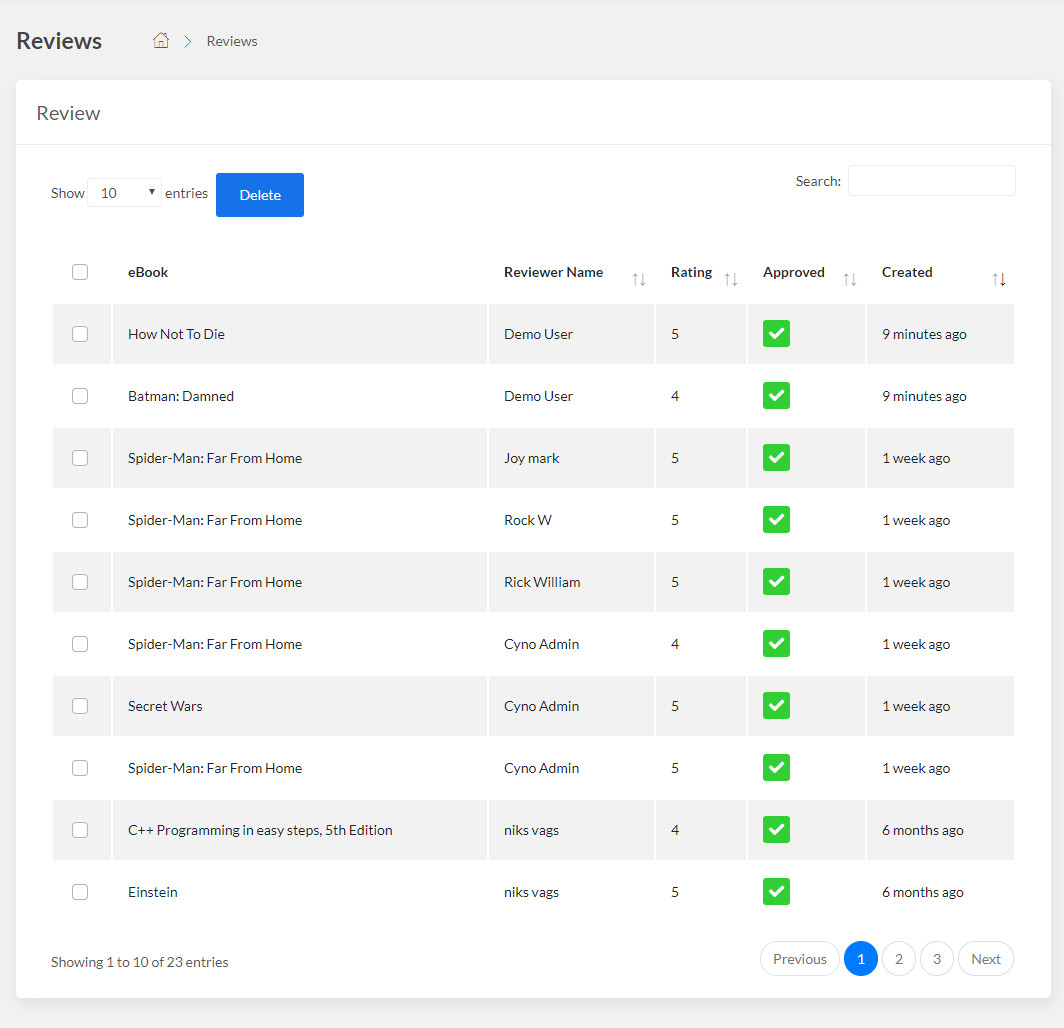 Reviews Reviews
Review
Show 10 entries Delete Search:
eBook Reviewer Name Rating Approved Created
How Not To Die Demo User 5 9 minutes ago
Batman: Damned Demo User 4 9 minutes ago
Spider-Man: Far From Home Joy mark 5 1 week ago
Spider-Man: Far From Home Rock W 5 1 week ago
Spider-Man: Far From Home Rick William 5 1 week ago
Spider-Man: Far From Home Cyno Admin 4 1 week ago
Secret Wars Cyno Admin 5 1 week ago
Spider-Man: Far From Home Cyno Admin 5 1 week ago
C++ Programming in easy steps, 5th Edition niks vags 4 6 months ago
Einstein niks vags 5 6 months ago
Showing 1 to 10 of 23 entries Previous 1 2 3 Next